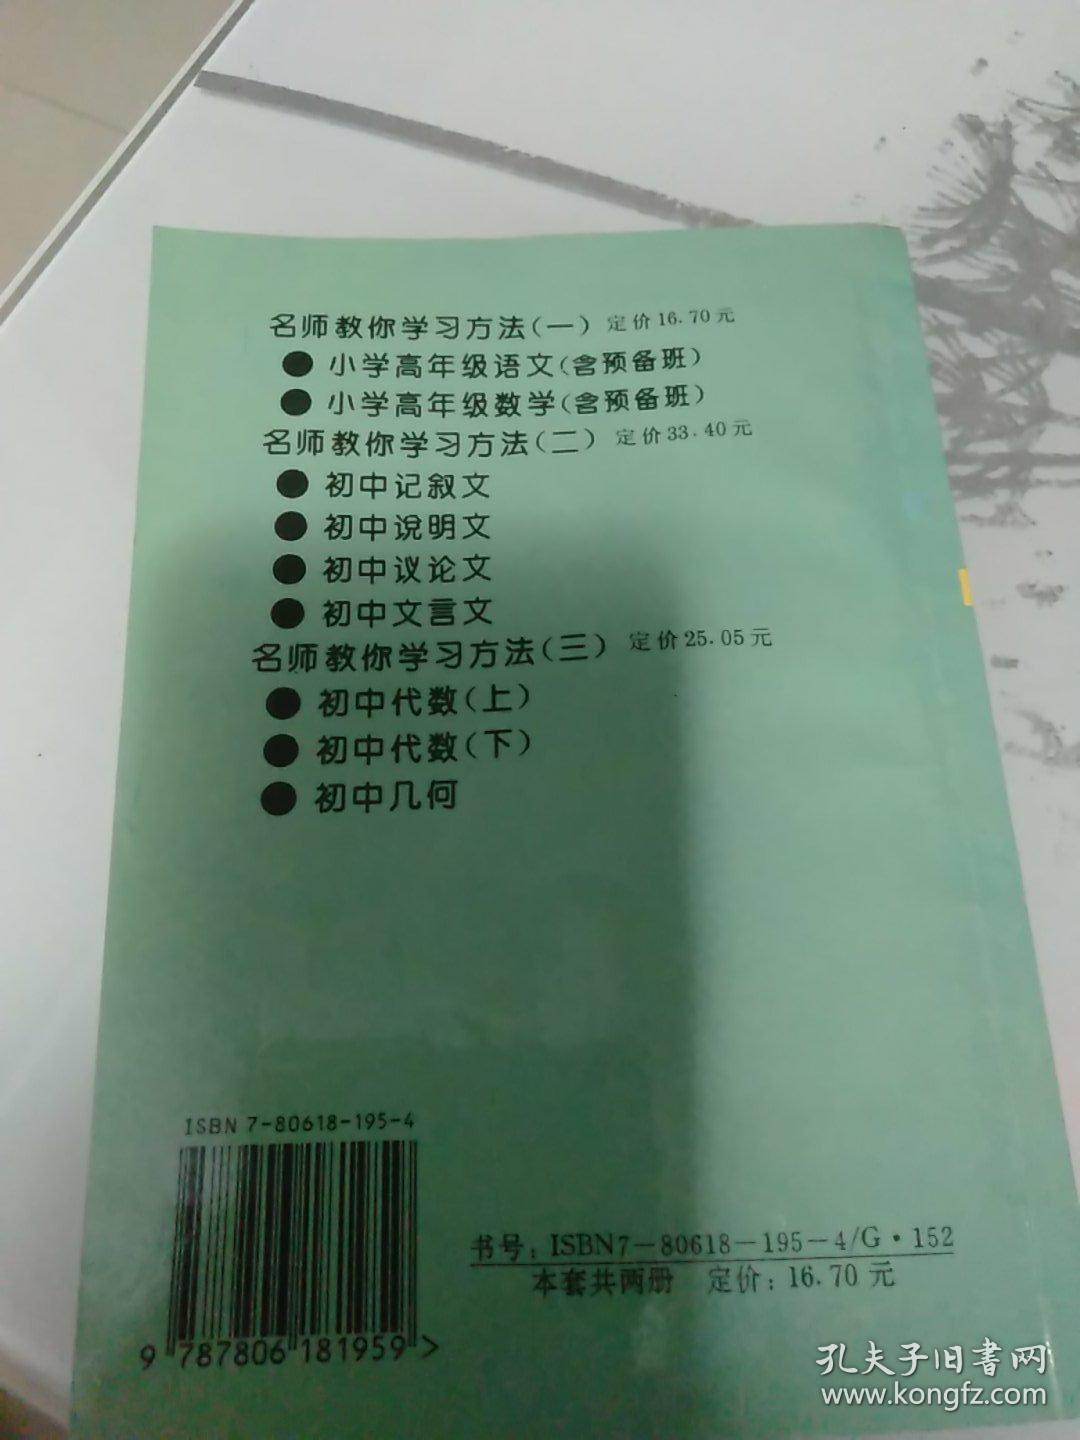 名师教你学习方法(一) 定价16.70元
● 小学高年级语文(含预备班)
● 小学高年级数学(含预备班)
名师教你学习方法(二) 定价33.40元
● 初中记叙文
● 初中说明文
● 初中议论文
● 初中文言文
名师教你学习方法(三) 定价25.05元
● 初中代数(上)
● 初中代数(下)
● 初中几何
ISBN 7-80618-195-4
9 787806 181959 >
书号:ISBN7-80618-195-4/G·152
本套共两册 定价:16.70元
孔夫子旧書网
www.kongfz.com